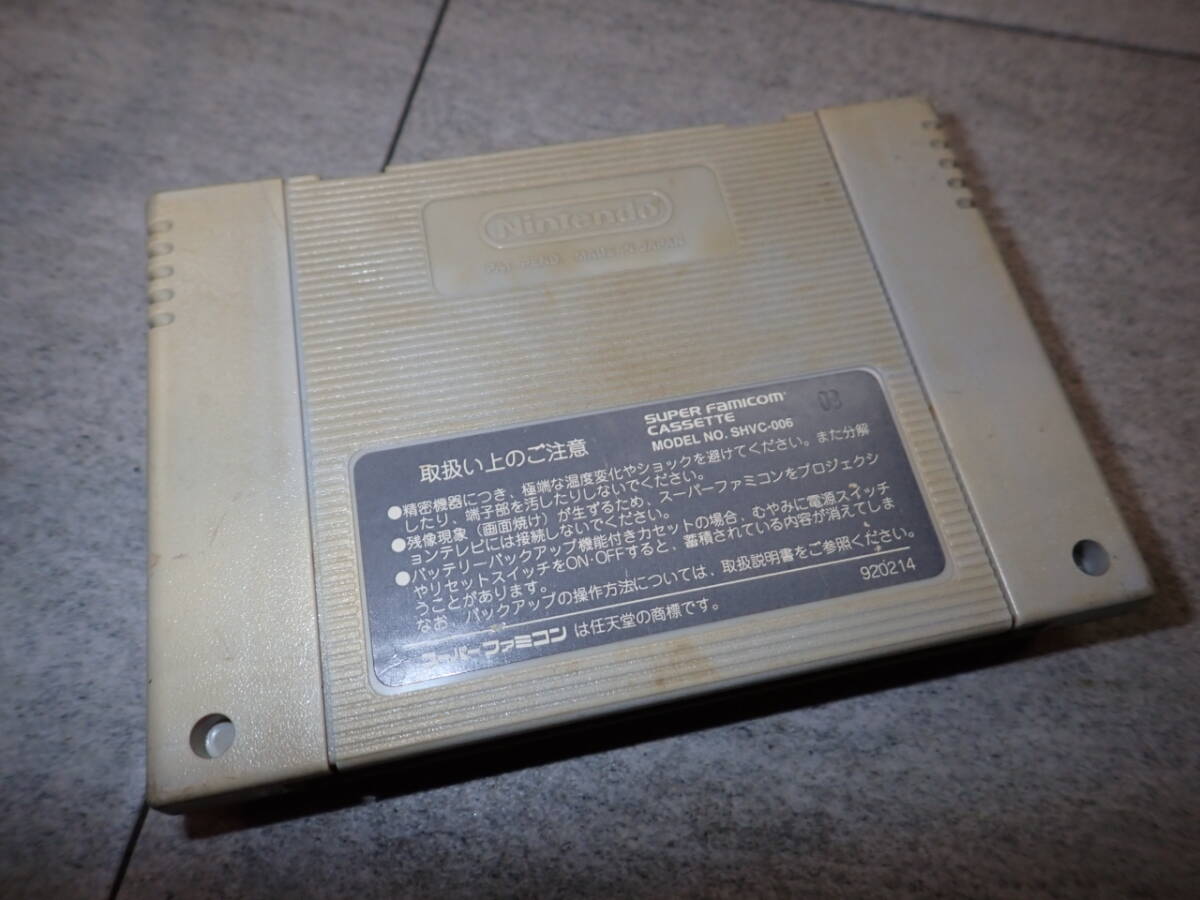 Nintendo
PAT. PEND. MADE IN JAPAN
SUPER FAMICOM
CASSETTE
MODEL NO. SHVC-006
03
取扱い上のご注意
●精密機器につき、極端な温度変化やショックを避けてください。また分解
したり、端子部を汚したりしないでください。
●残像現象(画面焼け)が生ずるため、スーパーファミコンをプロジェクシ
ョンテレビには接続しないでください。
●バッテリーバックアップ機能付きカセットの場合、むやみに電源スイッチ
やリセットスイッチをON・OFFすると、蓄積されている内容が消えてしま
うことがあります。
なお バックアップの操作方法については、取扱説明書をご参照ください。
スーパーファミコン は任天堂の商標です。
920214